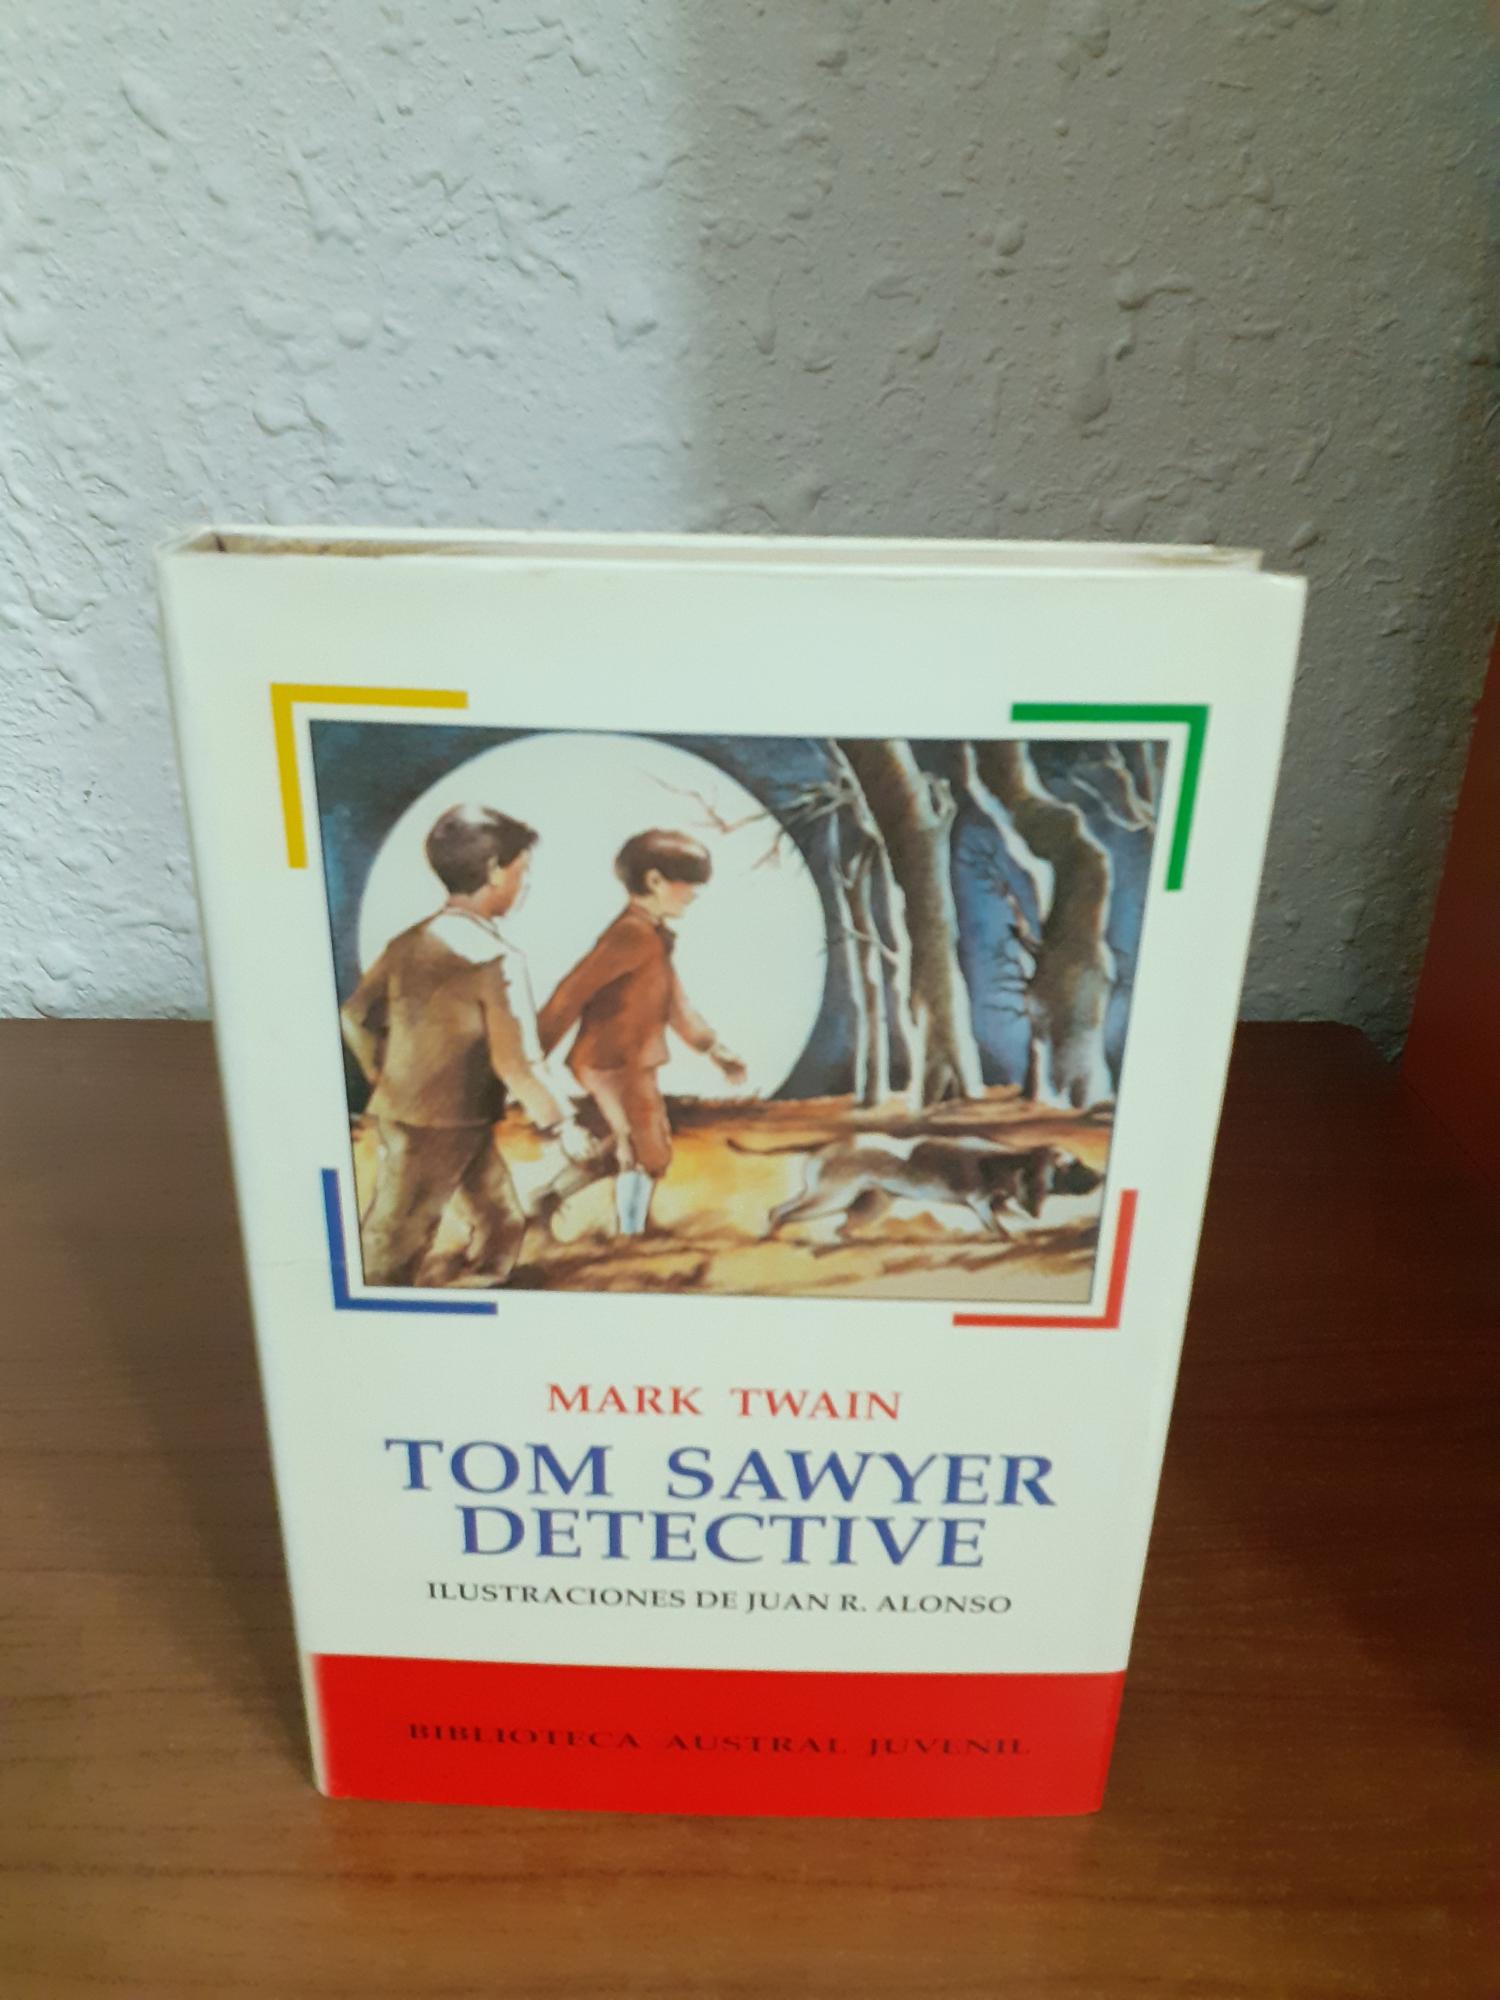 MARK TWAIN
TOM SAWYER
DETECTIVE
ILUSTRACIONES DE JUAN R. ALONSO
BIBLIOTECA AUSTRAL JUVENIL